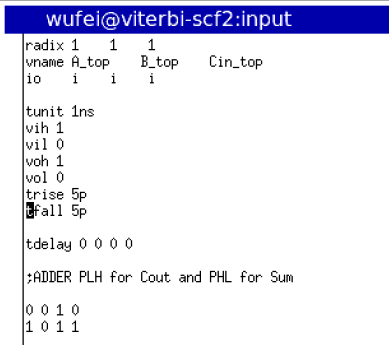 wufei@viterbi-scf2:input
radix 1 1 1
vname A_top B_top Cin_top
io i i i
tunit 1ns
vih 1
vil 0
voh 1
vol 0
trise 5p
tfall 5p
tdelay 0 0 0 0
;ADDER PLH for Cout and PHL for Sum
0 0 1 0
1 0 1 1